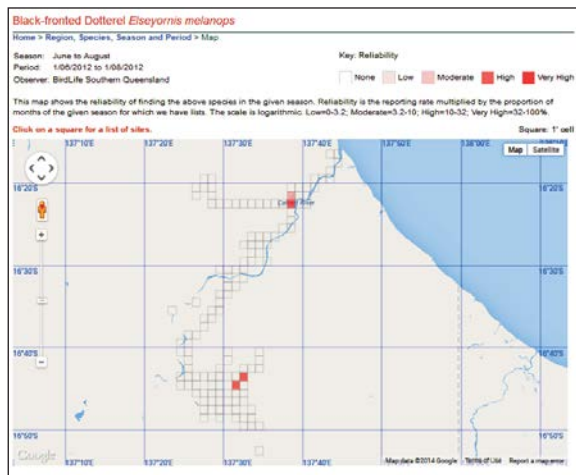 Black-fronted Dotterel Elseyornis melanops
Home > Region, Species, Season and Period > Map
Season: June to August
Key: Reliability
Period: 1/06/2012 to 1/08/2012
Observer: BirdLife Southern Queensland
None Low Moderate High Very High
This map shows the reliability of finding the above species in the given season. Reliability is the reporting rate multiplied by the proportion of
months of the given season for which we have lists. The scale is logarithmic. Low=0-3.2; Moderate=3.2-10; High=10-32; Very High=32-100%.
Click on a square for a list of sites.
Square: 1' cell
137°10'E 137°20'E 137°30'E 137°40'E 138°00'E
Map Satellite
16°20'S 16°20'S
16°30'S 16°30'S
16°40'S 16°40'S
16°50'S 16°50'S
Google
Map data ©2014 Google Terms of Use Report a map error
137°10'E 137°20'E 137°30'E 137°40'E